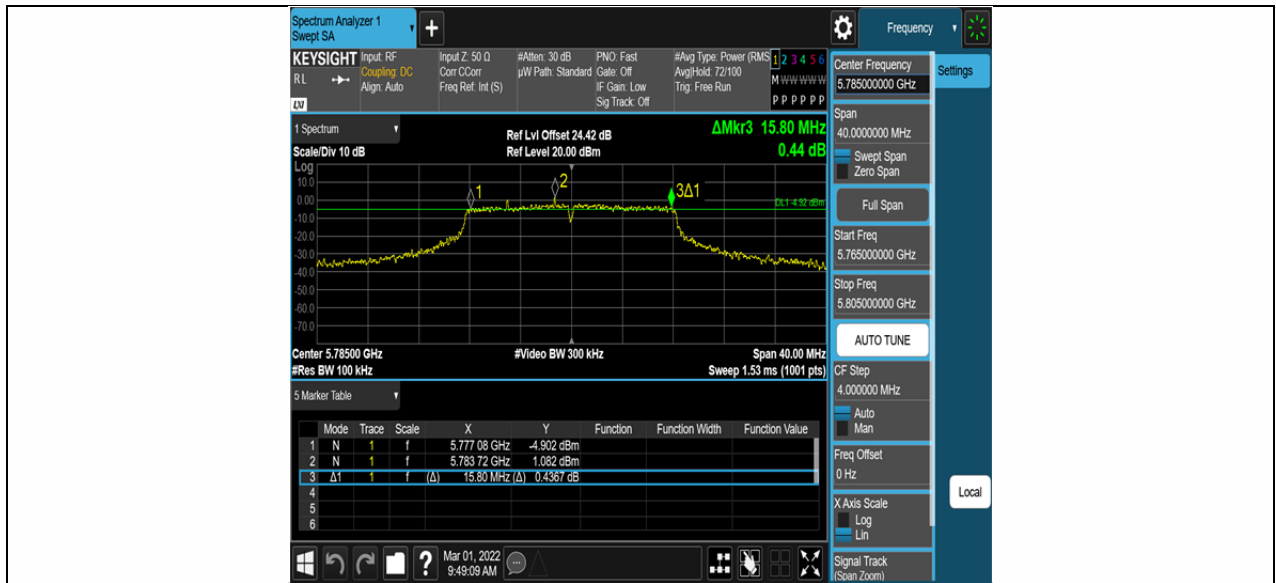 Spectrum Analyzer 1
Swept SA
+
Frequency
KEYSIGHT
RL
LXI
Input: RF
Coupling: DC
Align: Auto
Input Z: 50 Ω
Corr CCorr
Freq Ref: Int (S)
#Atten: 30 dB
µW Path: Standard
PNO: Fast
Gate: Off
IF Gain: Low
Sig Track: Off
#Avg Type: Power (RMS
Avg|Hold: 72/100
Trig: Free Run
1 2 3 4 5 6
M W W W W W
P P P P P P
1 Spectrum
Scale/Div 10 dB
Ref Lvl Offset 24.42 dB
Ref Level 20.00 dBm
ΔMkr3 15.80 MHz
0.44 dB
Log
10.0
0.00
-10.0
-20.0
-30.0
-40.0
-50.0
-60.0
-70.0
1
2
3Δ1
DL1 -4.92 dBm
Center 5.78500 GHz
#Res BW 100 kHz
#Video BW 300 kHz
Span 40.00 MHz
Sweep 1.53 ms (1001 pts)
5 Marker Table
Mode Trace Scale X Y Function Function Width Function Value
1 N 1 f 5.777 08 GHz -4.902 dBm
2 N 1 f 5.783 72 GHz 1.082 dBm
3 Δ1 1 f (Δ) 15.80 MHz (Δ) 0.4367 dB
4
5
6
?
Mar 01, 2022
9:49:09 AM
Center Frequency
5.785000000 GHz
Span
40.0000000 MHz
Swept Span
Zero Span
Full Span
Start Freq
5.765000000 GHz
Stop Freq
5.805000000 GHz
AUTO TUNE
CF Step
4.000000 MHz
Auto
Man
Freq Offset
0 Hz
X Axis Scale
Log
Lin
Signal Track
(Span Zoom)
Settings
Local